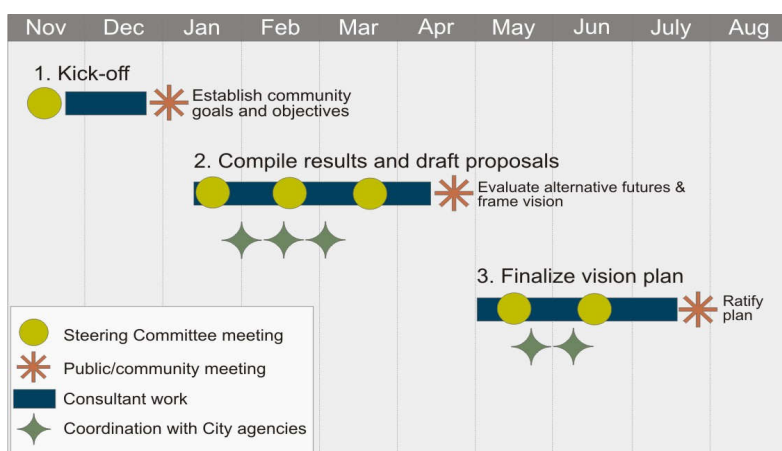 Nov Dec Jan Feb Mar Apr May Jun July Aug
1. Kick-off
Establish community
goals and objectives
2. Compile results and draft proposals
Evaluate alternative futures &
frame vision
3. Finalize vision plan
Ratify
plan
Steering Committee meeting
Public/community meeting
Consultant work
Coordination with City agencies